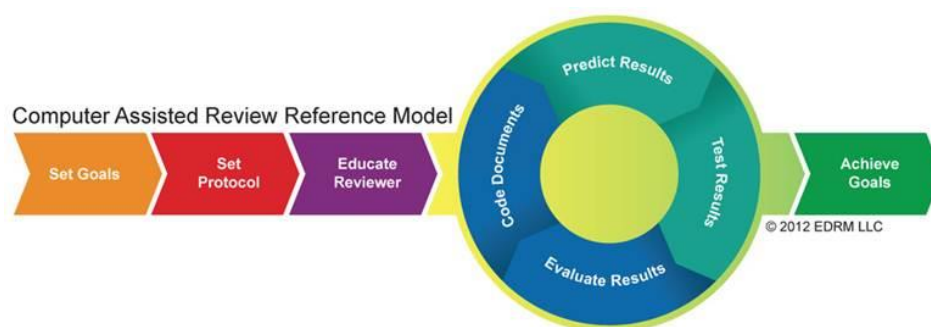 Computer Assisted Review Reference Model
Set Goals
Set
Protocol
Educate
Reviewer
Code Documents
Predict Results
Test Results
Evaluate Results
Achieve
Goals
© 2012 EDRM LLC